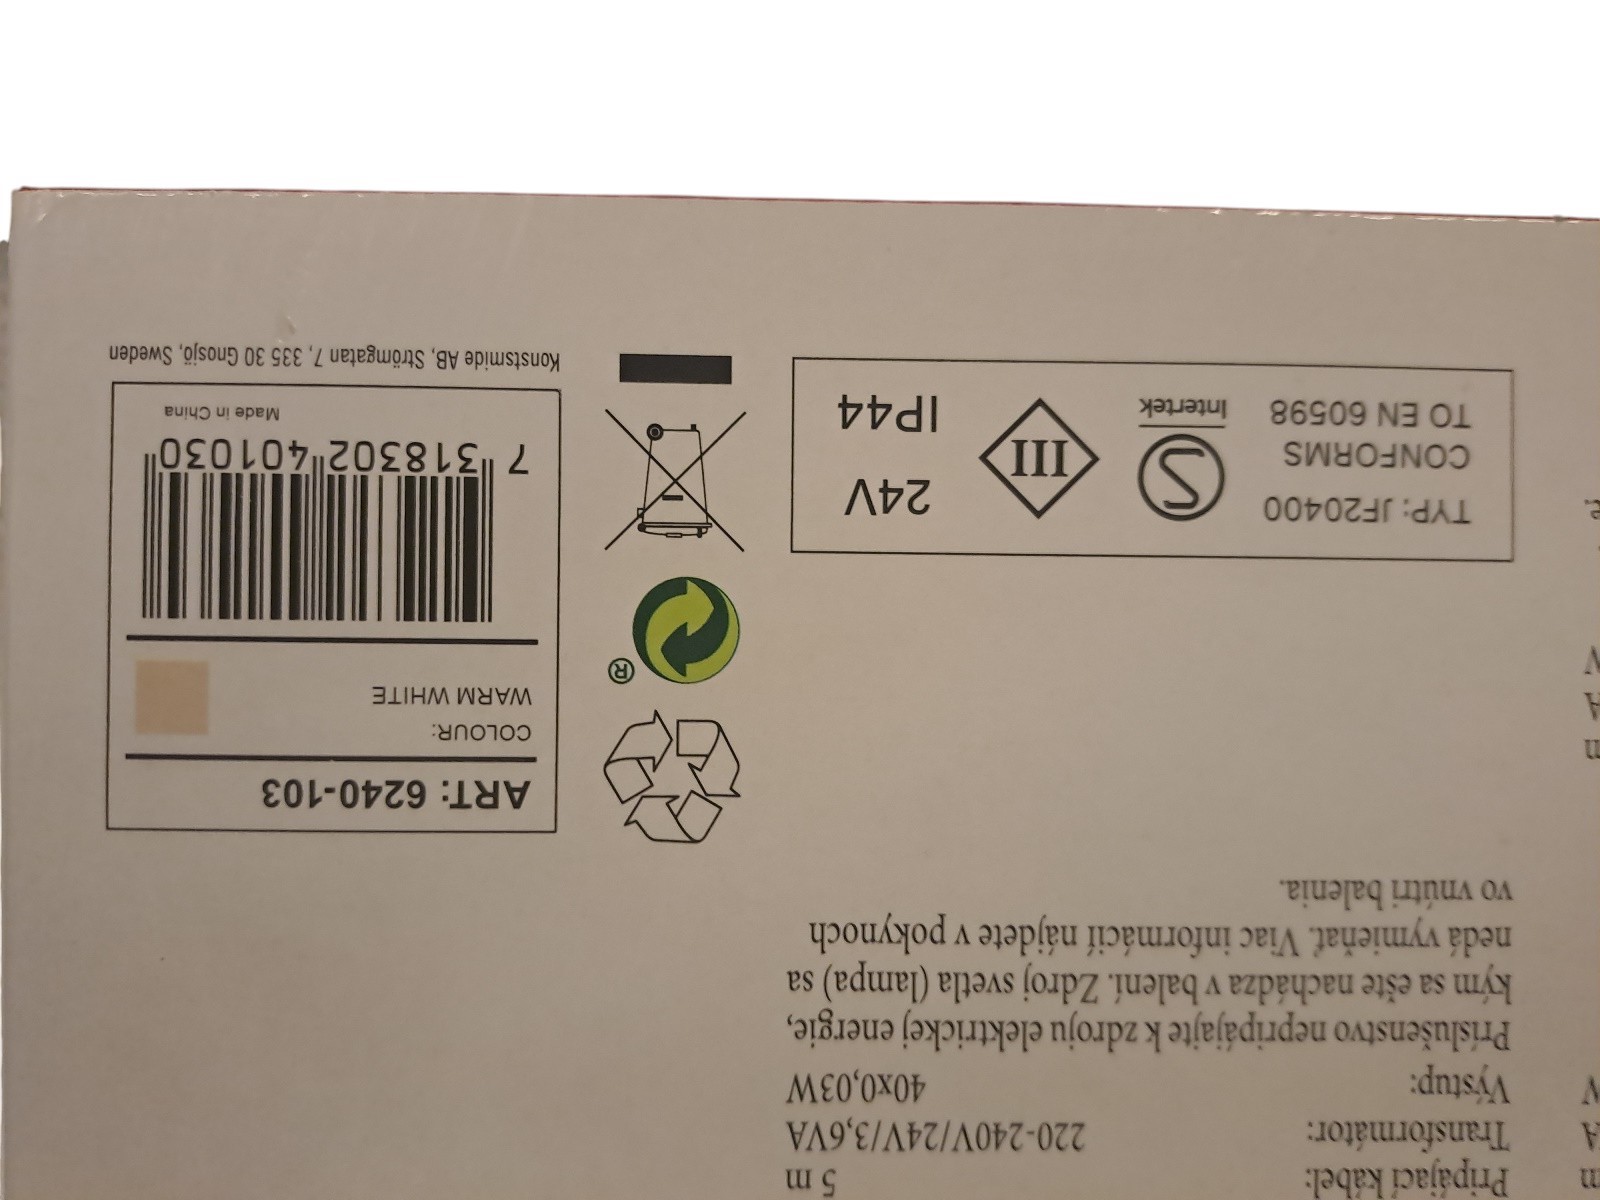 Pripájací kábel: 5 m
Transformátor: 220-240V/24V/3,6VA
Výstup: 40x0,03W
Príslušenstvo nepripájajte k zdroju elektrickej energie,
kým sa ešte nachádza v balení. Zdroj svetla (lampa) sa
nedá vymieňať. Viac informácií nájdete v pokynoch
vo vnútri balenia.
TYP: JF20400
CONFORMS
TO EN 60598
S
Intertek
III
24V
IP44
®
ART: 6240-103
COLOUR:
WARM WHITE
7 318302 401030
Made in China
Konstsmide AB, Strömgatan 7, 335 30 Gnosjö, Sweden